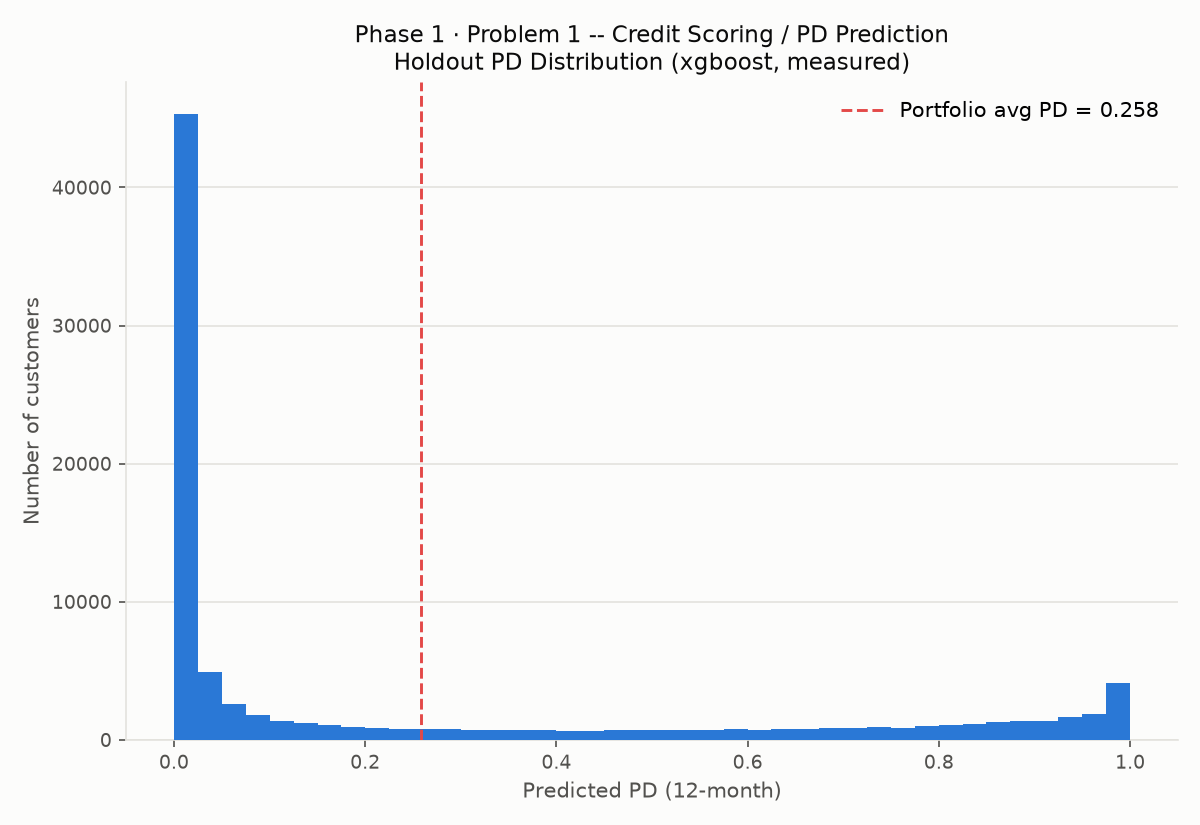 Phase 1 · Problem 1 -- Credit Scoring / PD Prediction
Holdout PD Distribution (xgboost, measured)
Portfolio avg PD = 0.258
Number of customers
40000
30000
20000
10000
0
0.0 0.2 0.4 0.6 0.8 1.0
Predicted PD (12-month)